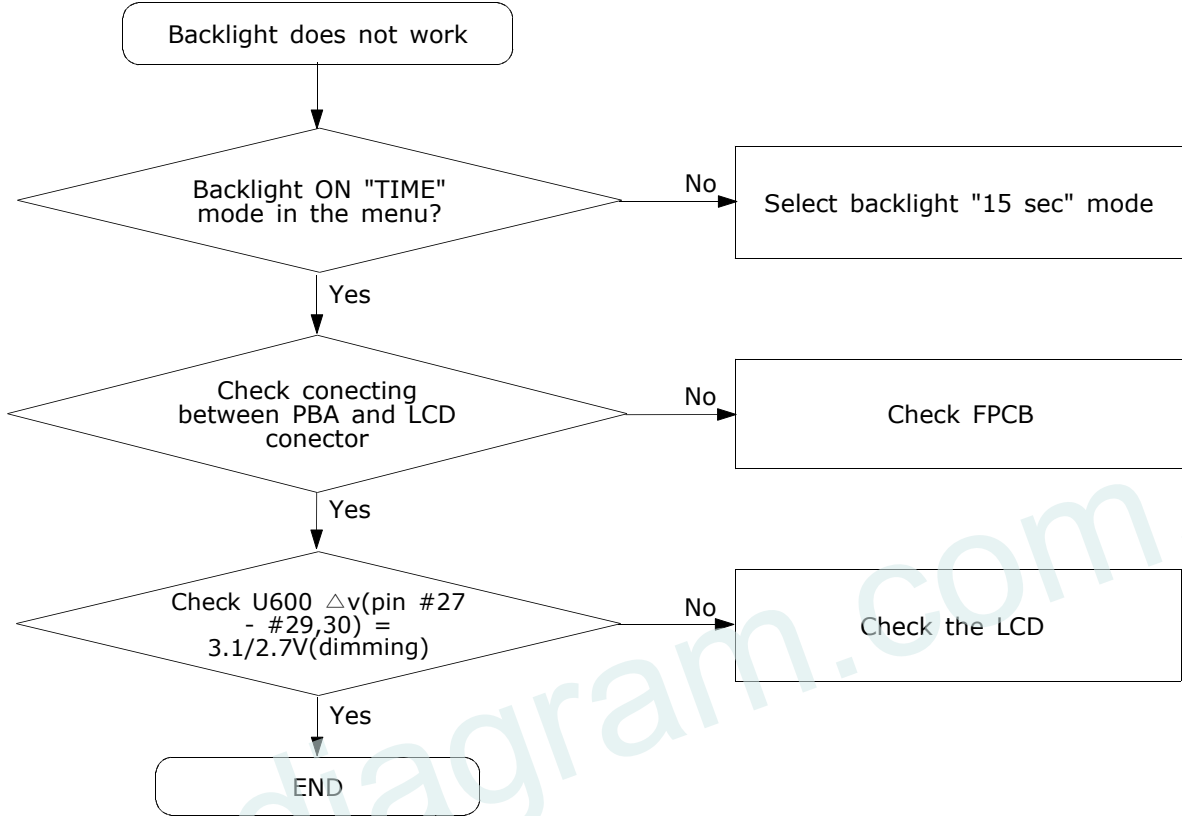 Backlight does not work
Backlight ON "TIME"
mode in the menu?
No
Select backlight "15 sec" mode
Yes
Check conecting
between PBA and LCD
conector
No
Check FPCB
Yes
Check U600 △v(pin #27
- #29,30) =
3.1/2.7V(dimming)
No
Check the LCD
Yes
END
diagram.com